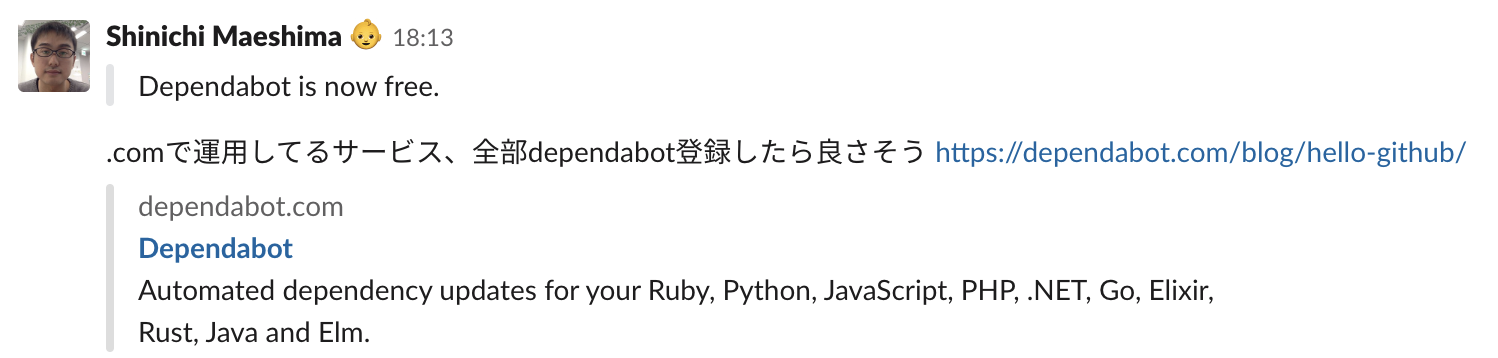 Shinichi Maeshima 👶 18:13
Dependabot is now free.
.comで運用してるサービス、全部dependabot登録したら良さそう https://dependabot.com/blog/hello-github/
dependabot.com
Dependabot
Automated dependency updates for your Ruby, Python, JavaScript, PHP, .NET, Go, Elixir,
Rust, Java and Elm.